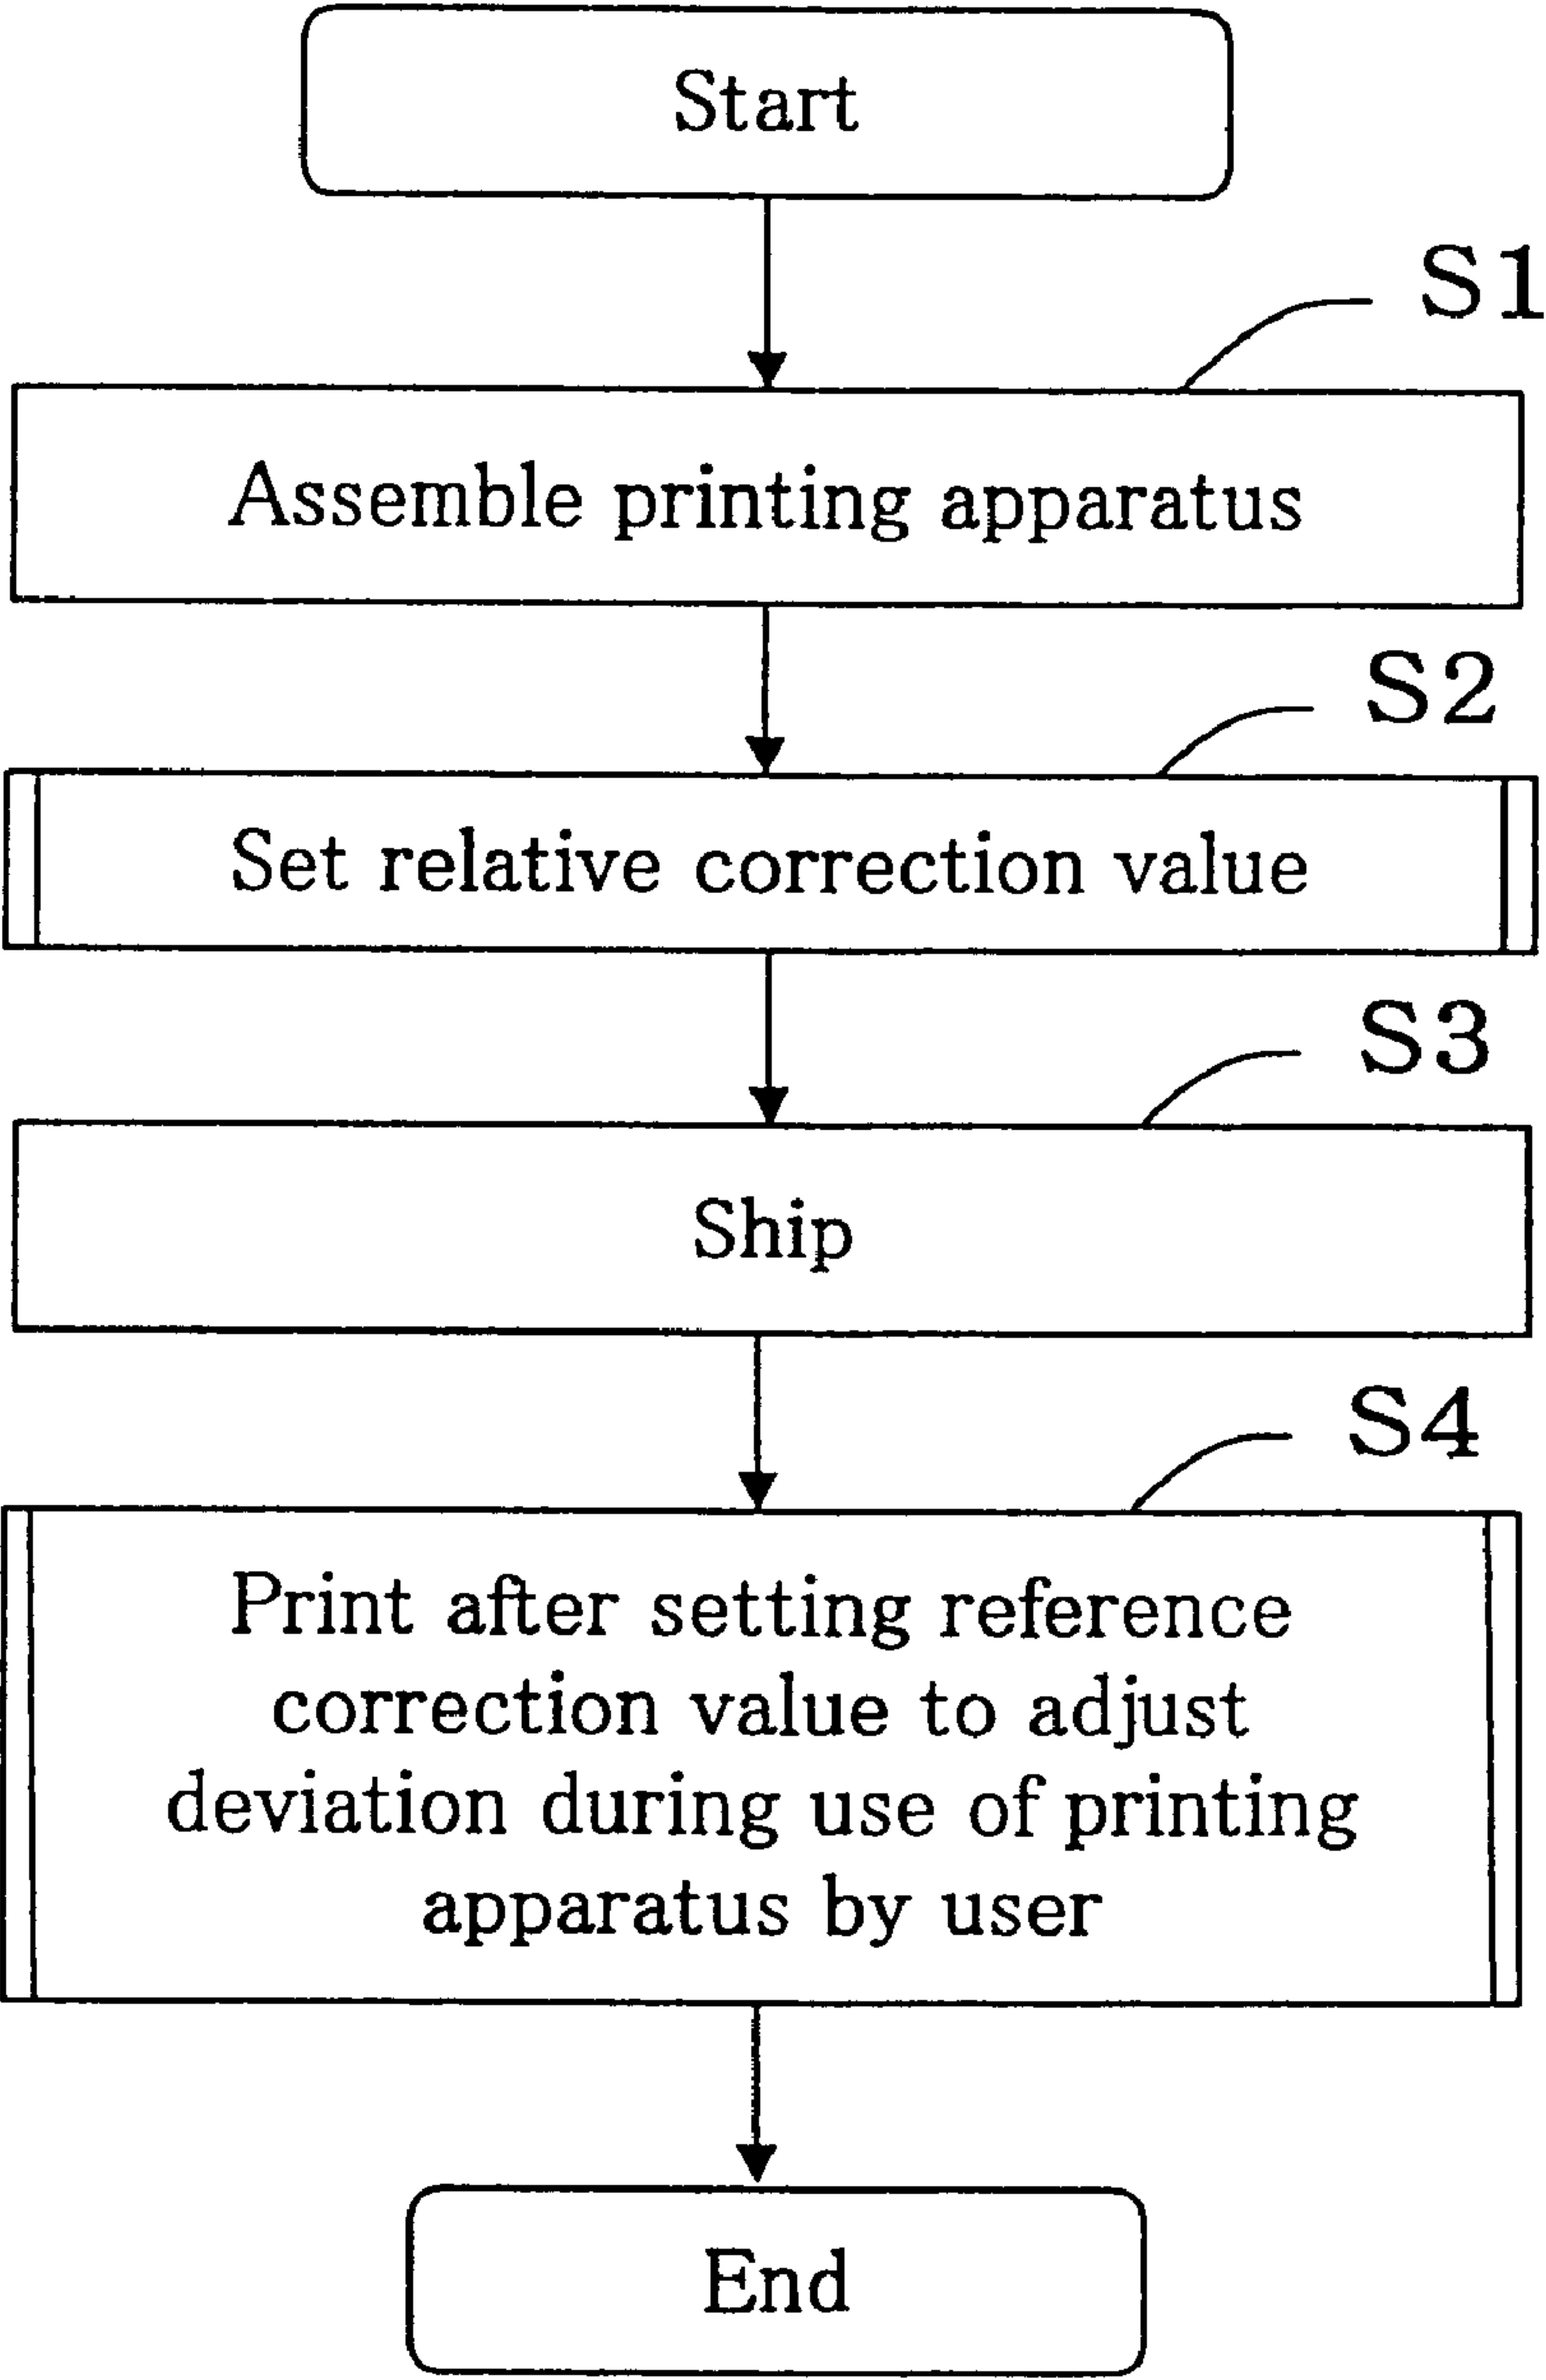 Start
S1
Assemble printing apparatus
S2
Set relative correction value
S3
Ship
S4
Print after setting reference
correction value to adjust
deviation during use of printing
apparatus by user
End